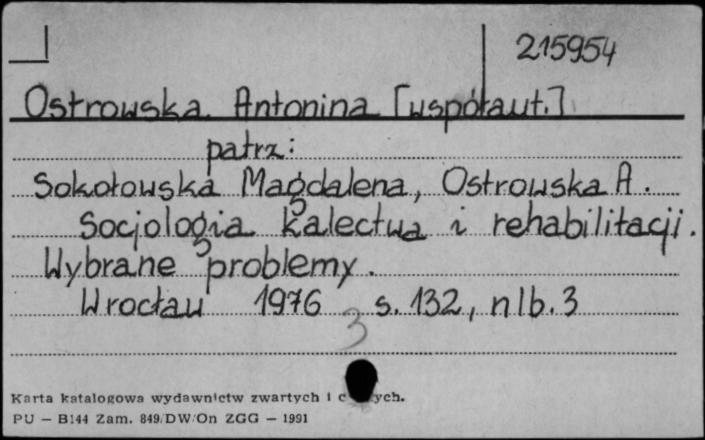 215954
Ostrowska Antonina [współaut.]
patrz:
Sokołowska Magdalena, Ostrowska A.
Socjologia kalectwa i rehabilitacji.
Wybrane problemy.
Wrocław 1976 s. 132, nlb. 3
3
Karta katalogowa wydawnictw zwartych i
PU — B144 Zam. 849/DW/On ZGG — 1991